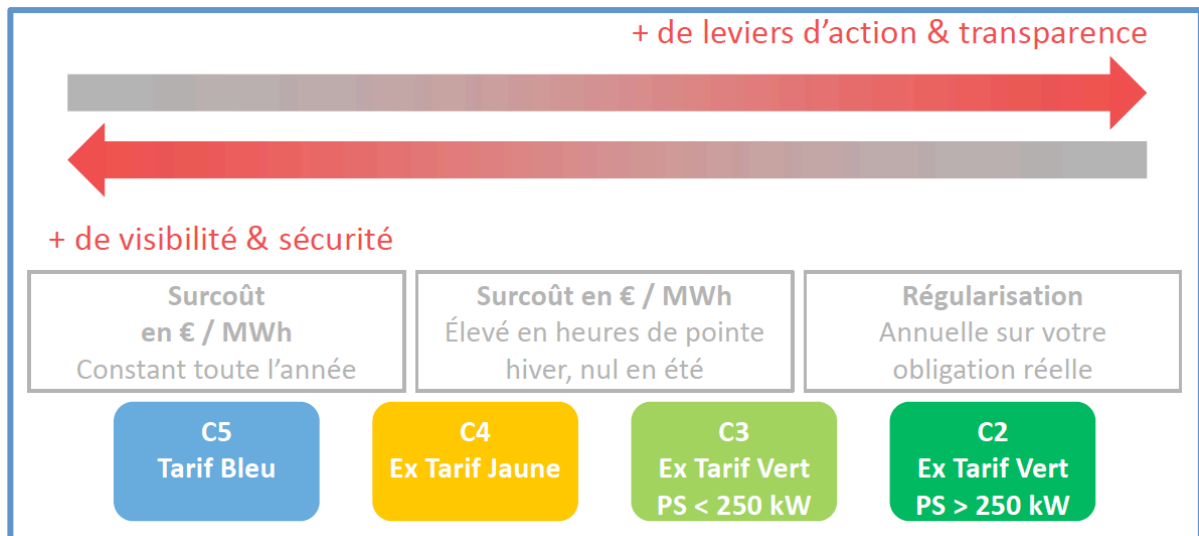 + de leviers d’action & transparence
+ de visibilité & sécurité
Surcoût
en € / MWh
Constant toute l’année
Surcoût en € / MWh
Élevé en heures de pointe
hiver, nul en été
Régularisation
Annuelle sur votre
obligation réelle
C5
Tarif Bleu
C4
Ex Tarif Jaune
C3
Ex Tarif Vert
PS < 250 kW
C2
Ex Tarif Vert
PS > 250 kW